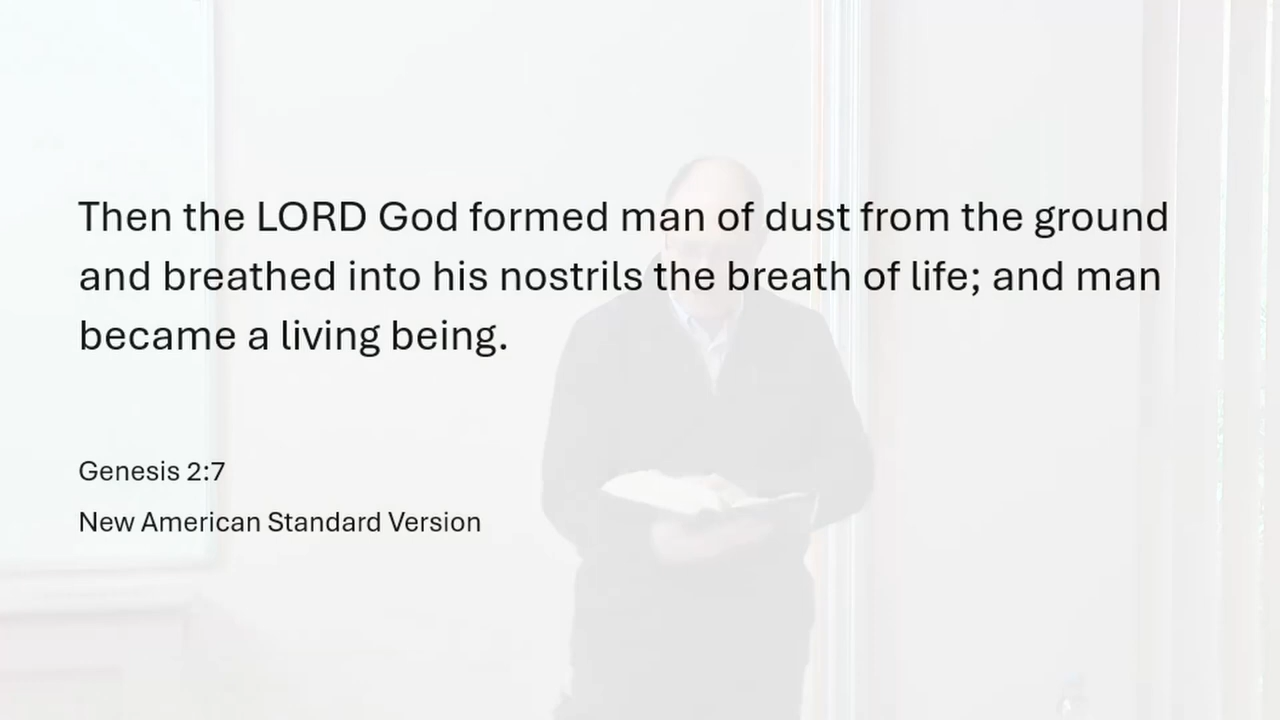 Then the LORD God formed man of dust from the ground
and breathed into his nostrils the breath of life; and man
became a living being.
Genesis 2:7
New American Standard Version